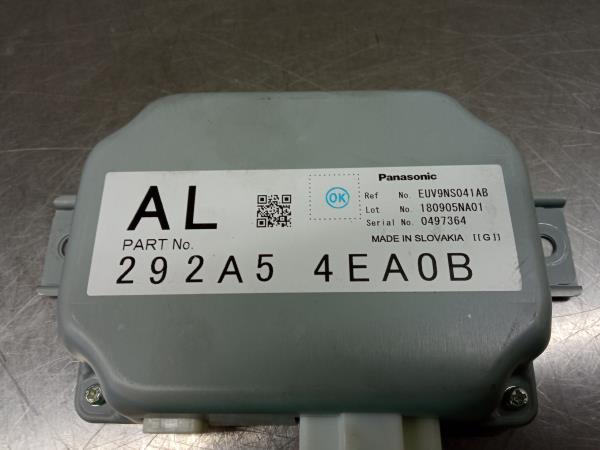 AL
PART No.
292A5 4EA0B
OK
Panasonic
Ref No. EUV9NS041AB
Lot No. 180905NA01
Serial No. 0497364
MADE IN SLOVAKIA [[G]]